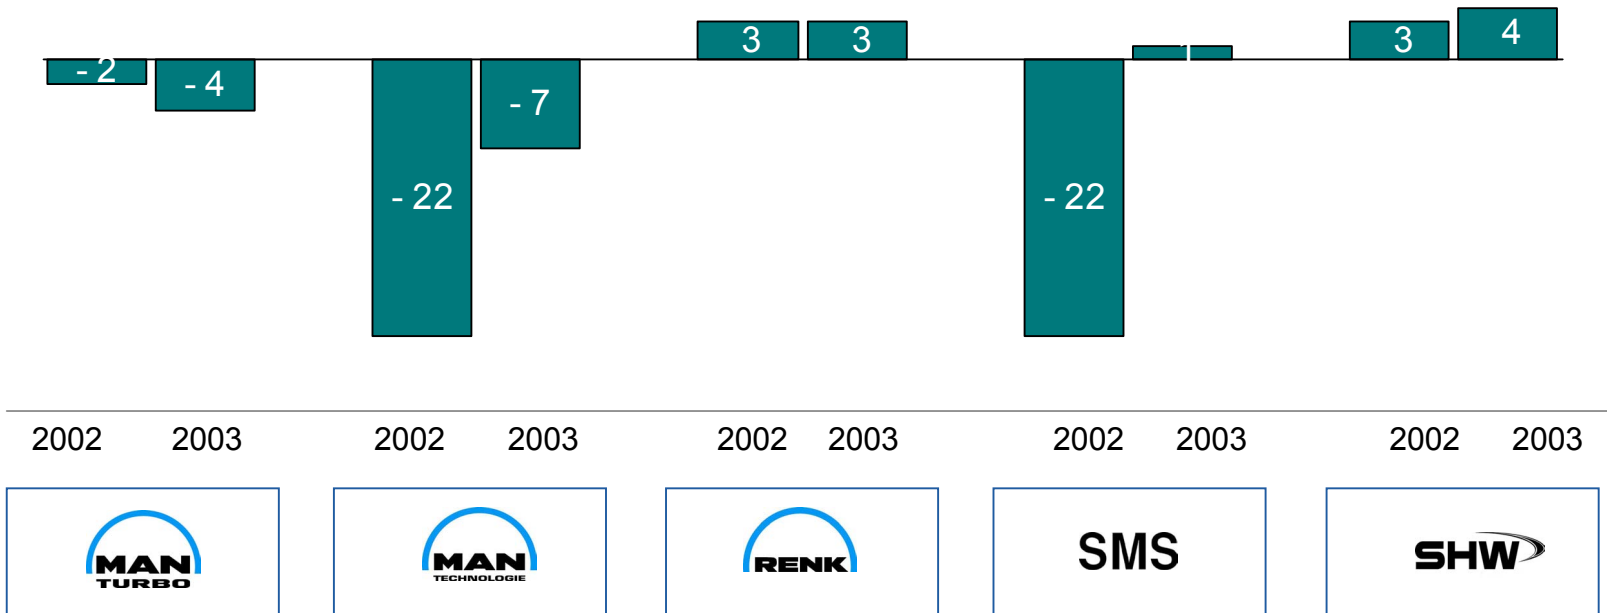 3 3 3 4
- 2 - 4 - 7 1
- 22 - 22
2002 2003 2002 2003 2002 2003 2002 2003 2002 2003
MAN TURBO
MAN TECHNOLOGIE
RENK
SMS
SHW